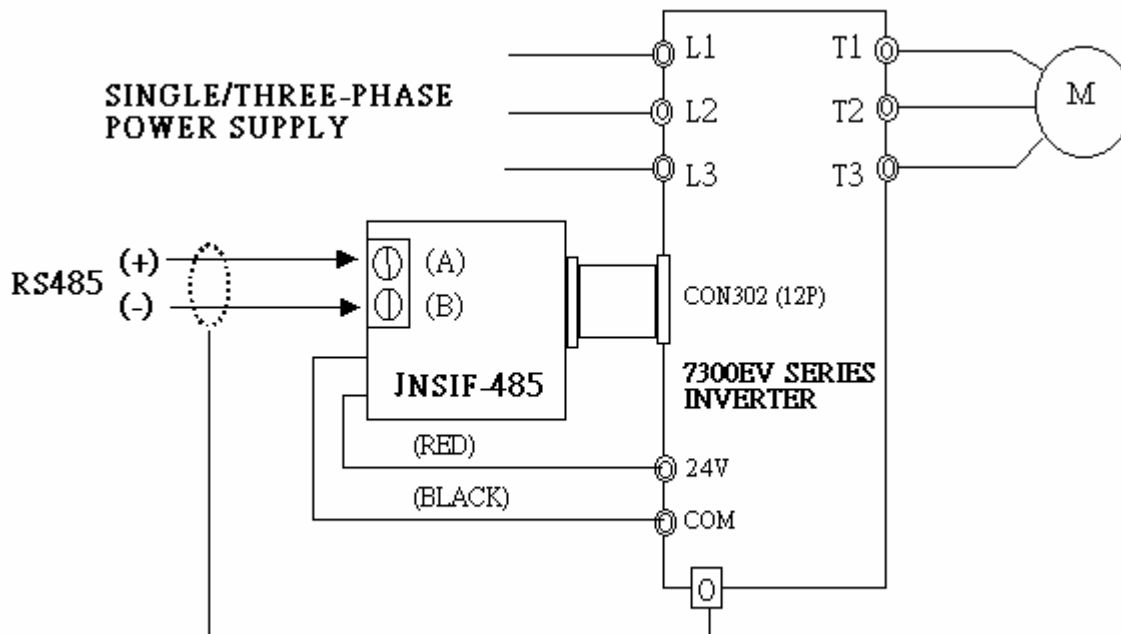 L1
T1
SINGLE/THREE-PHASE
POWER SUPPLY
L2
T2
M
L3
T3
RS485
(+)
(-)
(A)
(B)
JNSIF-485
CON302 (12P)
7300EV SERIES
INVERTER
(RED)
24V
(BLACK)
COM
O